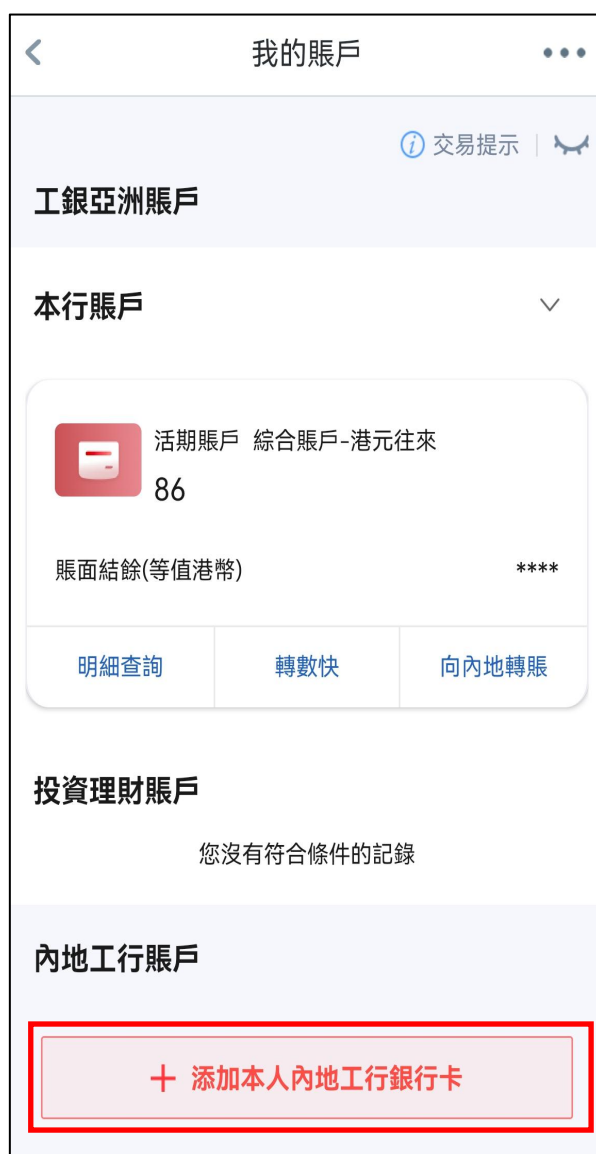 我的賬戶
交易提示
工銀亞洲賬戶
本行賬戶
活期賬戶 綜合賬戶-港元往來
86
賬面結餘(等值港幣) ****
明細查詢 轉數快 向內地轉賬
投資理財賬戶
您沒有符合條件的記錄
內地工行賬戶
＋ 添加本人內地工行銀行卡